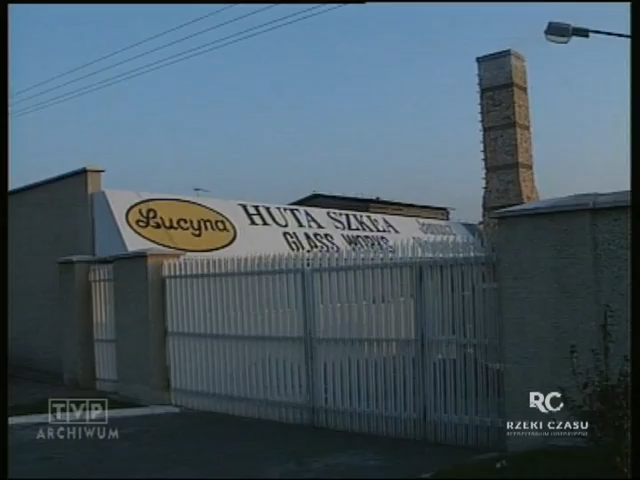 Lucyna
HUTA SZKŁA
GLASS WORKS
TVP
ARCHIWUM
RC
RZEKI CZASU